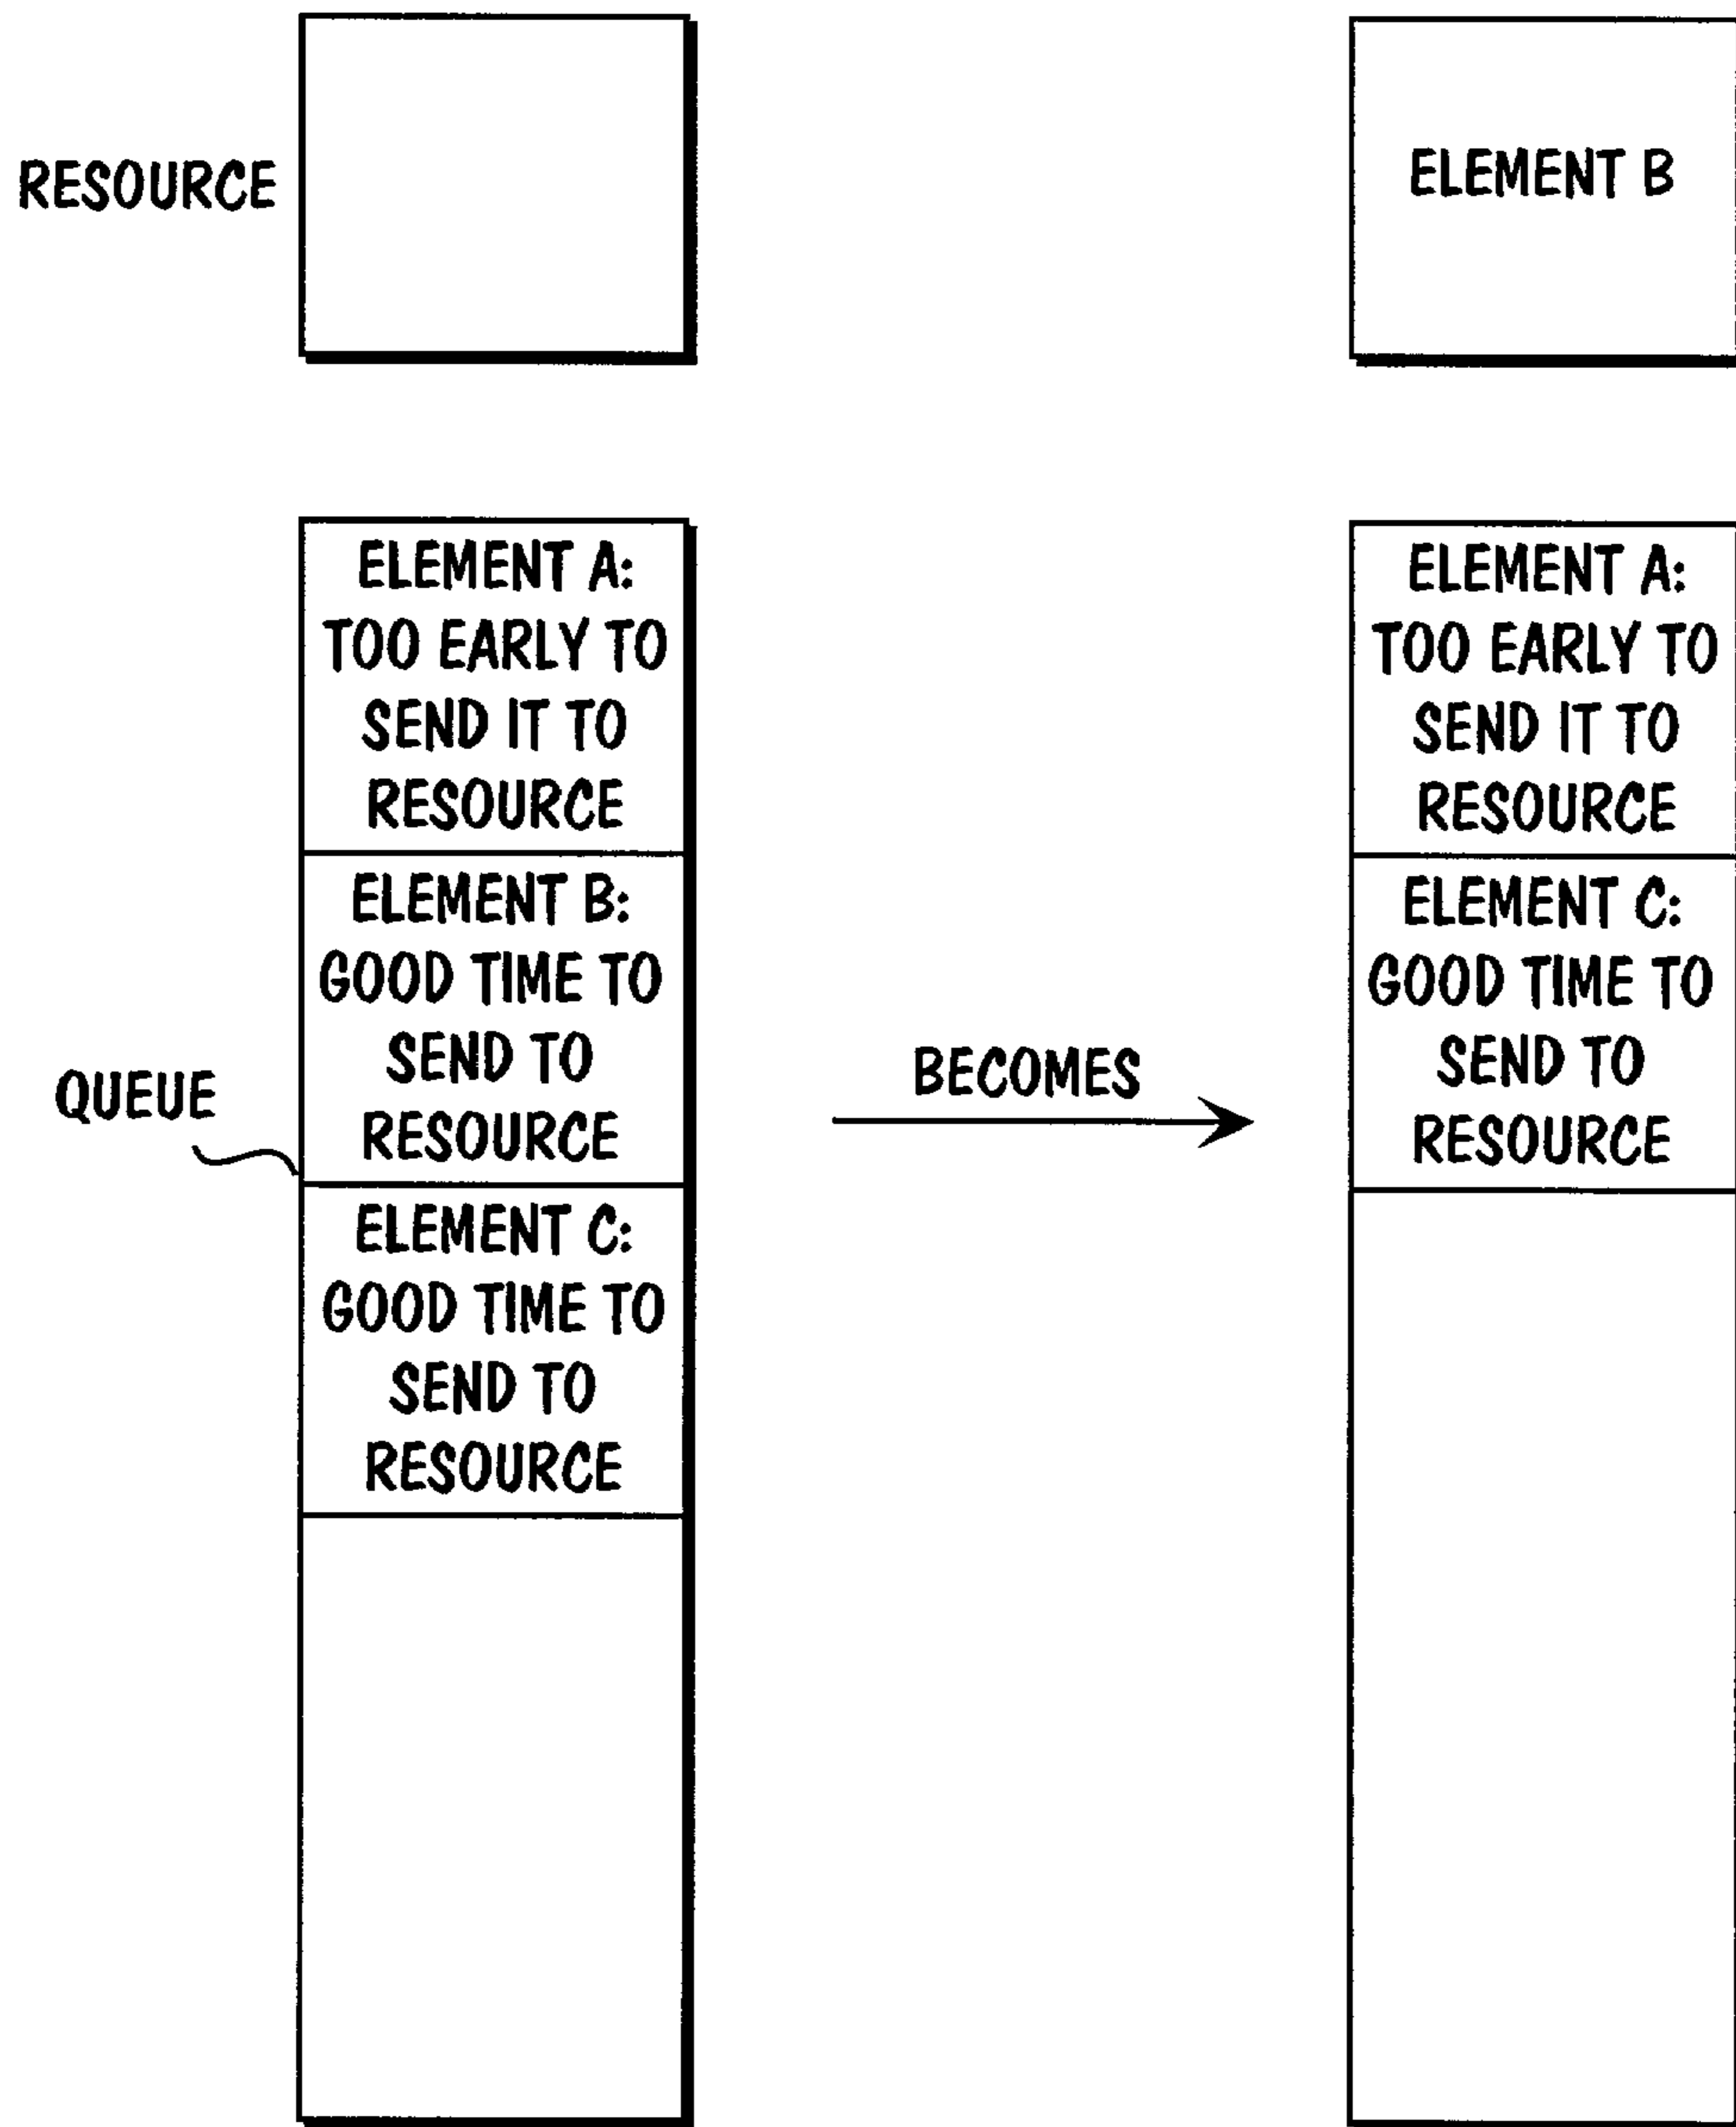 RESOURCE
ELEMENT B
ELEMENT A:
TOO EARLY TO
SEND IT TO
RESOURCE
ELEMENT B:
GOOD TIME TO
SEND TO
RESOURCE
ELEMENT C:
GOOD TIME TO
SEND TO
RESOURCE
QUEUE
BECOMES
ELEMENT A:
TOO EARLY TO
SEND IT TO
RESOURCE
ELEMENT C:
GOOD TIME TO
SEND TO
RESOURCE